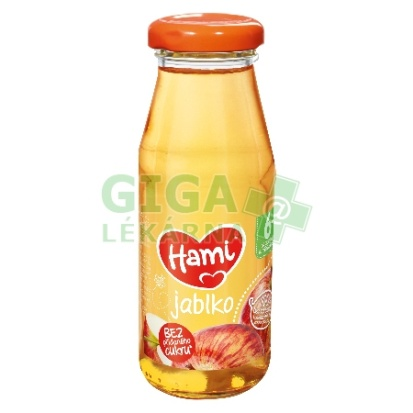 GIGA
LÉKÁRNA
Hami
jablko
BEZ
přidaného
cukru